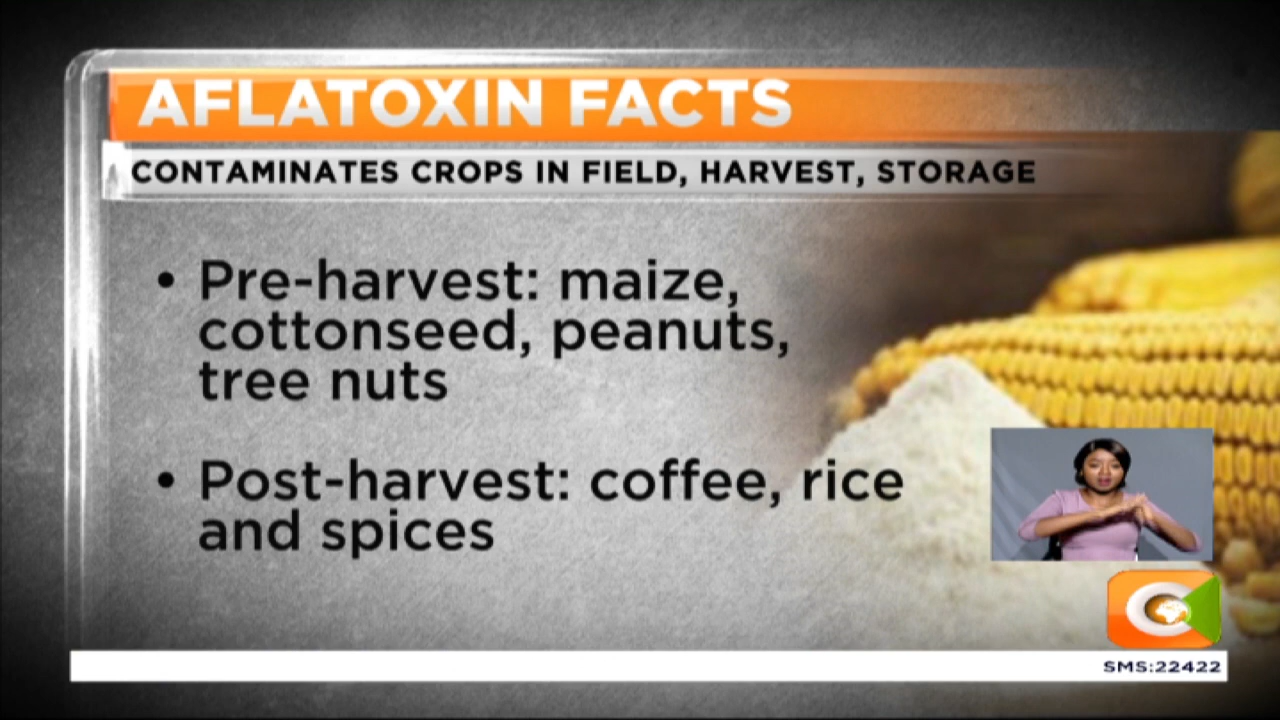 AFLATOXIN FACTS
CONTAMINATES CROPS IN FIELD, HARVEST, STORAGE
• Pre-harvest: maize,
cottonseed, peanuts,
tree nuts
• Post-harvest: coffee, rice
and spices
SMS:22422